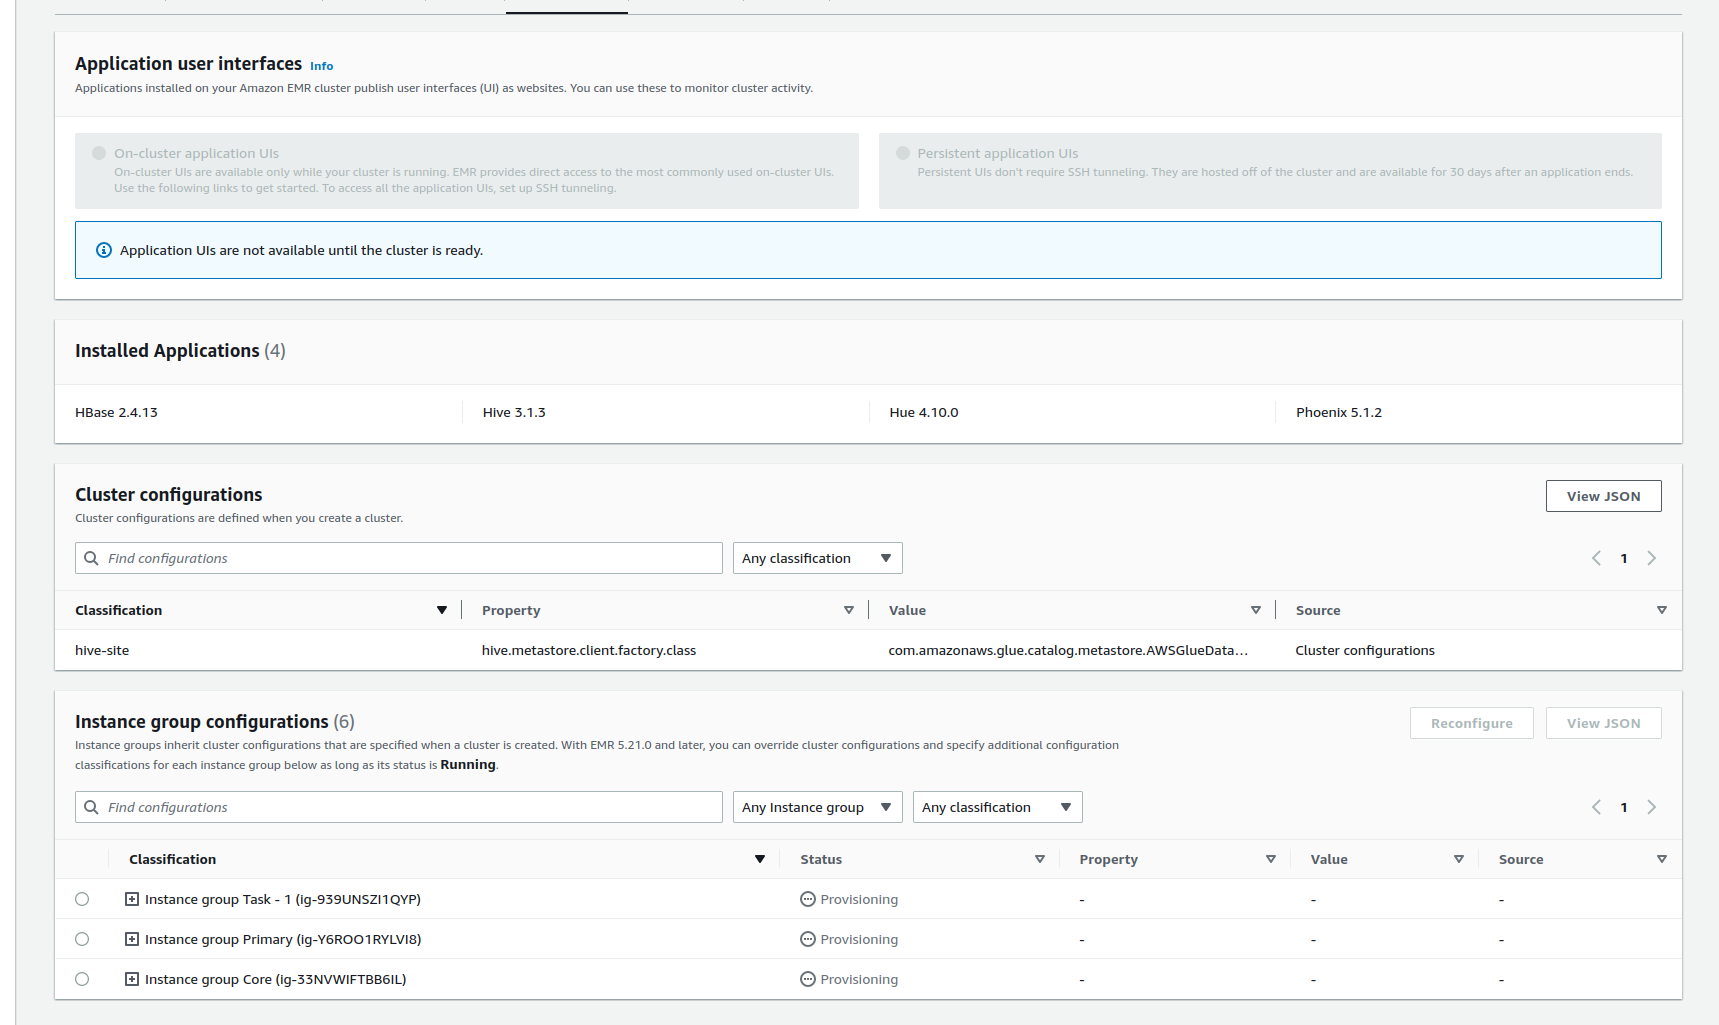 Application user interfaces Info
Applications installed on your Amazon EMR cluster publish user interfaces (UI) as websites. You can use these to monitor cluster activity.
On-cluster application UIs
On-cluster UIs are available only while your cluster is running. EMR provides direct access to the most commonly used on-cluster UIs.
Use the following links to get started. To access all the application UIs, set up SSH tunneling.
Persistent application UIs
Persistent UIs don't require SSH tunneling. They are hosted off of the cluster and are available for 30 days after an application ends.
Application UIs are not available until the cluster is ready.
Installed Applications (4)
HBase 2.4.13 Hive 3.1.3 Hue 4.10.0 Phoenix 5.1.2
Cluster configurations
View JSON
Cluster configurations are defined when you create a cluster.
Find configurations Any classification 1
Classification Property Value Source
hive-site hive.metastore.client.factory.class com.amazonaws.glue.catalog.metastore.AWSGlueData... Cluster configurations
Instance group configurations (6)
Reconfigure View JSON
Instance groups inherit cluster configurations that are specified when a cluster is created. With EMR 5.21.0 and later, you can override cluster configurations and specify additional configuration
classifications for each instance group below as long as its status is Running.
Find configurations Any Instance group Any classification 1
Classification Status Property Value Source
Instance group Task - 1 (ig-939UNSZI1QYP) Provisioning - - -
Instance group Primary (ig-Y6ROO1RYLVI8) Provisioning - - -
Instance group Core (ig-33NVWIFTBB6IL) Provisioning - - -